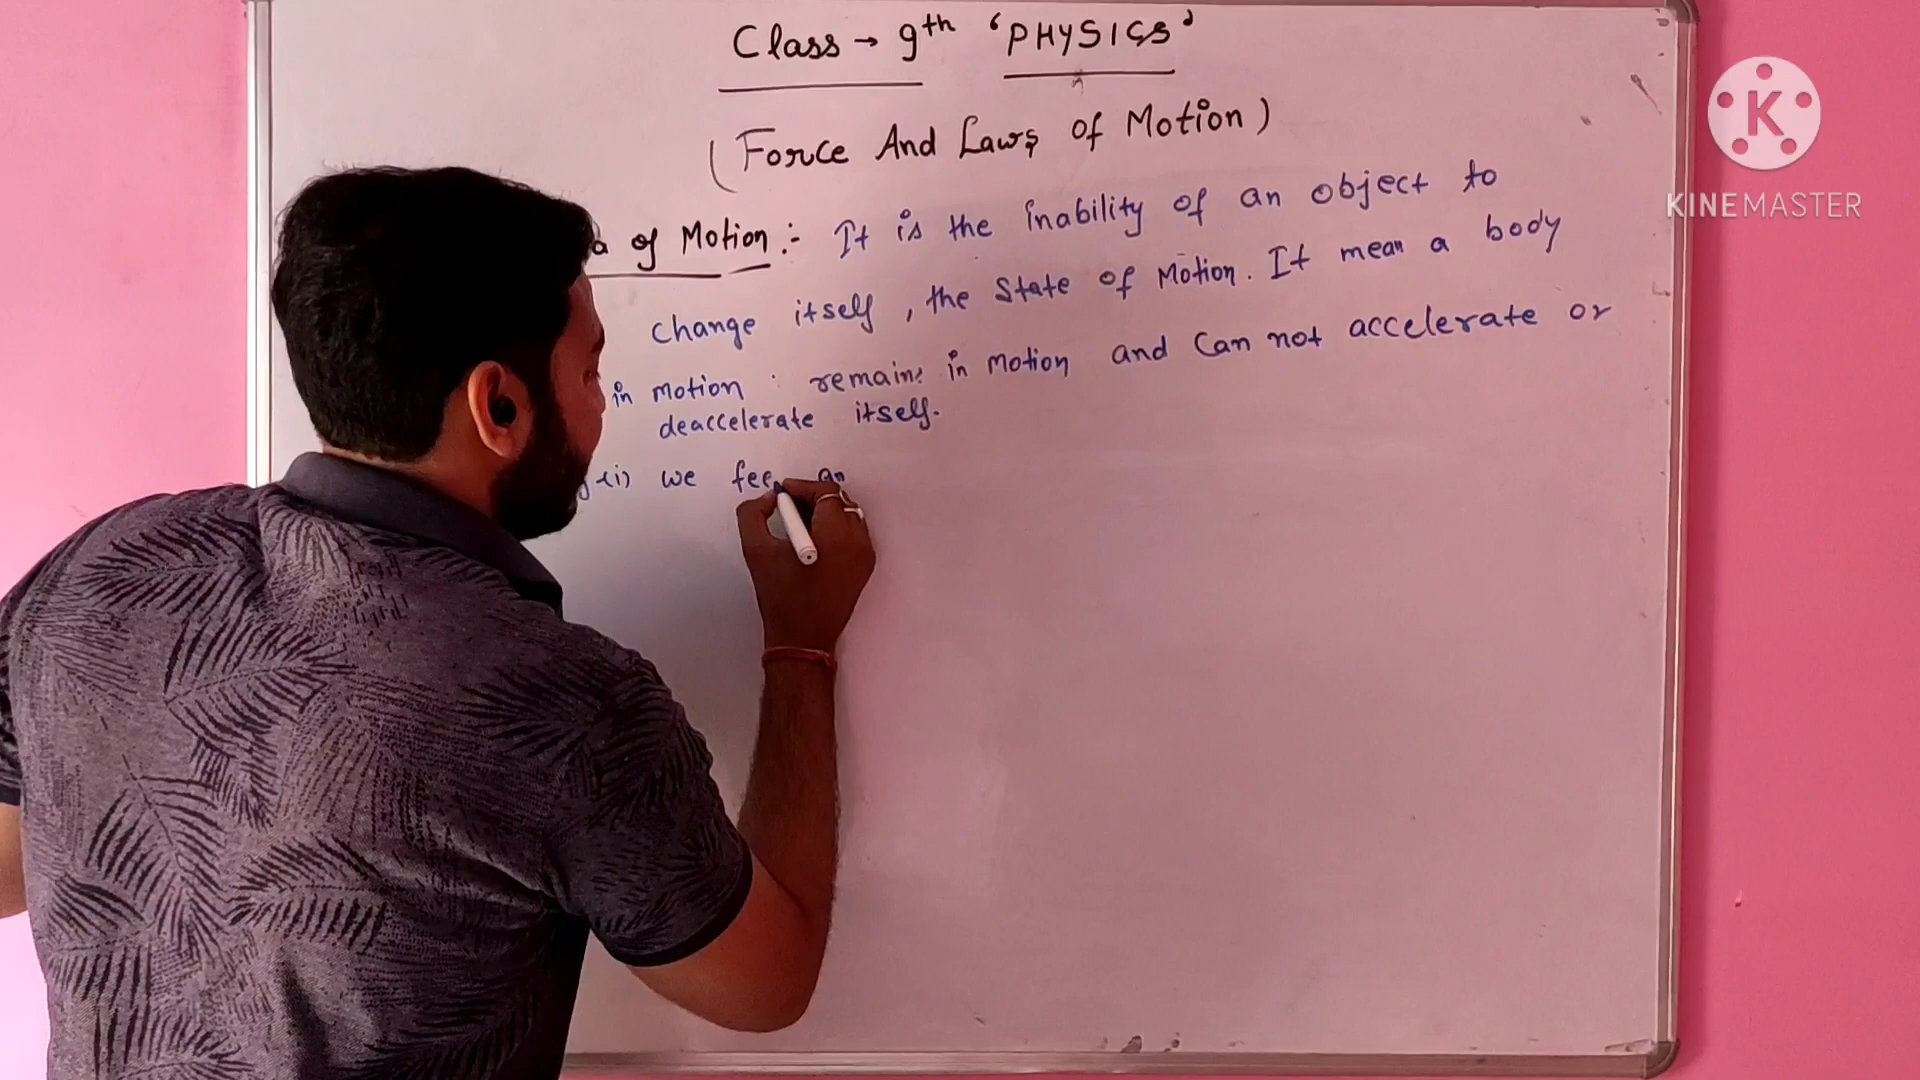 Class → 9th 'PHYSICS'
(Force And Laws of Motion)
a of Motion :- It is the inability of an object to
change itself, the state of Motion. It mean a body
in motion remains in motion and can not accelerate or
deaccelerate itself.
(i) we an
K
KINEMASTER